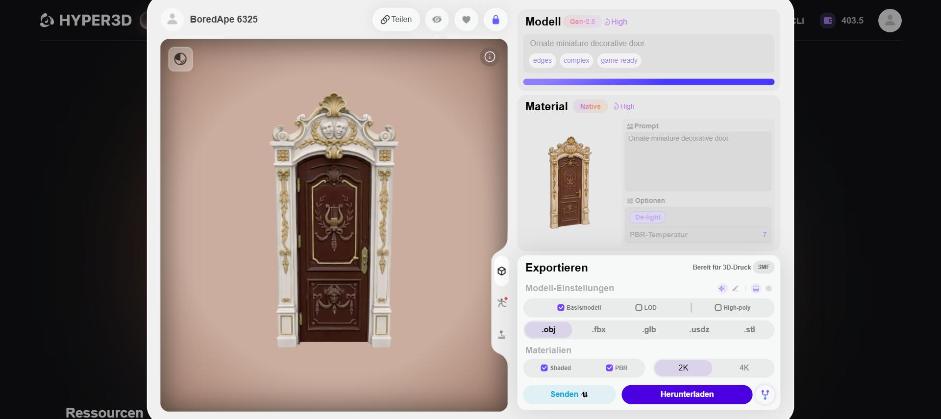 HYPER3D
BoredApe 6325
Teilen
403.5
Modell Gen-2.5 High
Ornate miniature decorative door
edges complex game ready
Material Native High
Prompt
Ornate miniature decorative door
Optionen
De-light
PBR-Temperatur 7
Exportieren
Bereit für 3D-Druck 3MF
Modell-Einstellungen
Basismodell LOD High-poly
.obj .fbx .glb .usdz .stl
Materialien
Shaded PBR 2K 4K
Senden Herunterladen
Ressourcen